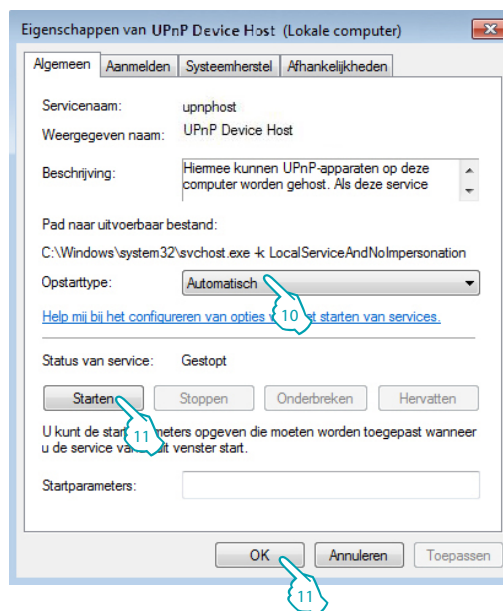 Eigenschappen van UPnP Device Host (Lokale computer)
Algemeen Aanmelden Systeemherstel Afhankelijkheden
Servicenaam: upnphost
Weergegeven naam: UPnP Device Host
Beschrijving: Hiermee kunnen UPnP-apparaten op deze
computer worden gehost. Als deze service
Pad naar uitvoerbaar bestand:
C:\Windows\system32\svchost.exe -k LocalServiceAndNoImpersonation
Opstarttype: Automatisch
10
Help mij bij het configureren van opties v et starten van services.
Status van service: Gestopt
Starten Stoppen Onderbreken Hervatten
11
U kunt de star meters opgeven die moeten worden toegepast wanneer
u de service va uit venster start.
Startparameters:
OK Annuleren Toepassen
11